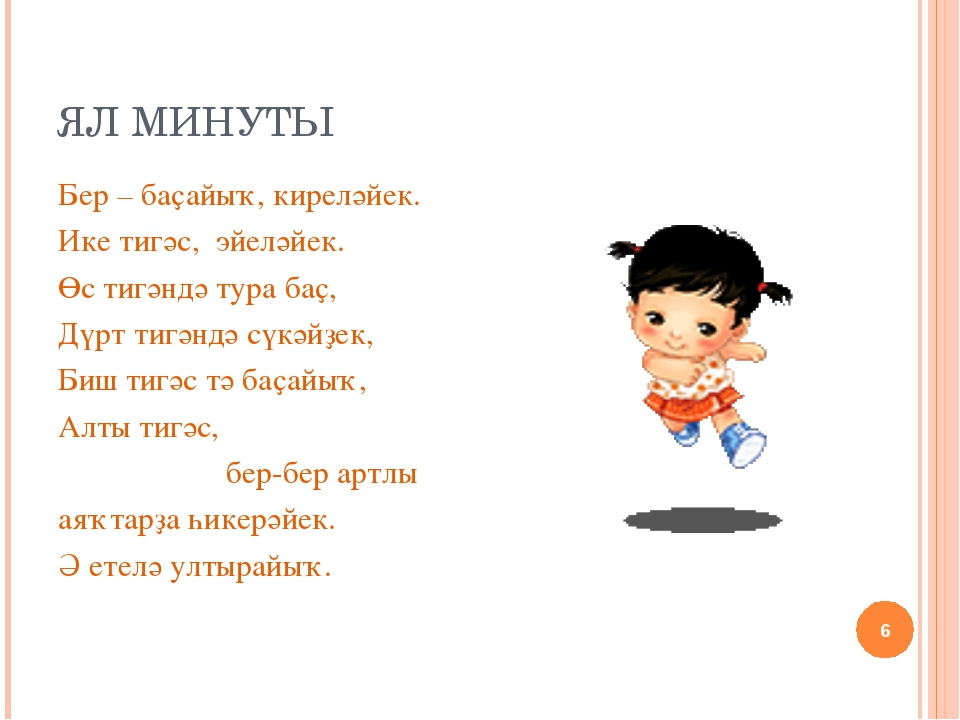 ЯЛ МИНУТЫ
Бер – баҫайыҡ, киреләйек.
Ике тигәс, эйеләйек.
Өс тигәндә тура баҫ,
Дүрт тигәндә сүкәйҙек,
Биш тигәс тә баҫайыҡ,
Алты тигәс,
бер-бер артлы
аяҡтарҙа һикерәйек.
Ә етелә ултырайыҡ.
6